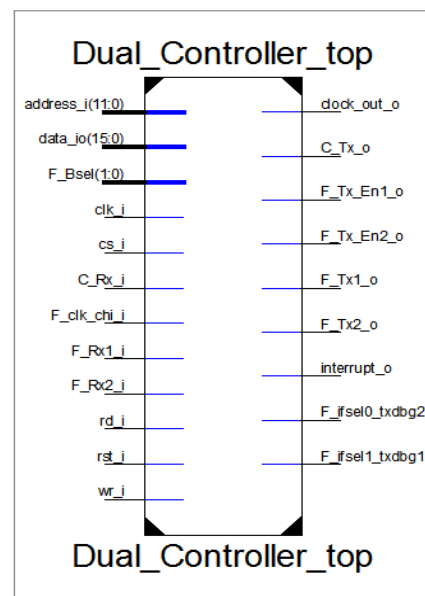 Dual_Controller_top
address_i(11:0)
data_io(15:0)
F_Bsel(1:0)
clk_i
cs_i
C_Rx_i
F_clk_chi_i
F_Rx1_i
F_Rx2_i
rd_i
rst_i
wr_i
clock_out_o
C_Tx_o
F_Tx_En1_o
F_Tx_En2_o
F_Tx1_o
F_Tx2_o
interrupt_o
F_ifsel0_txdbg2
F_ifsel1_txdbg1
Dual_Controller_top